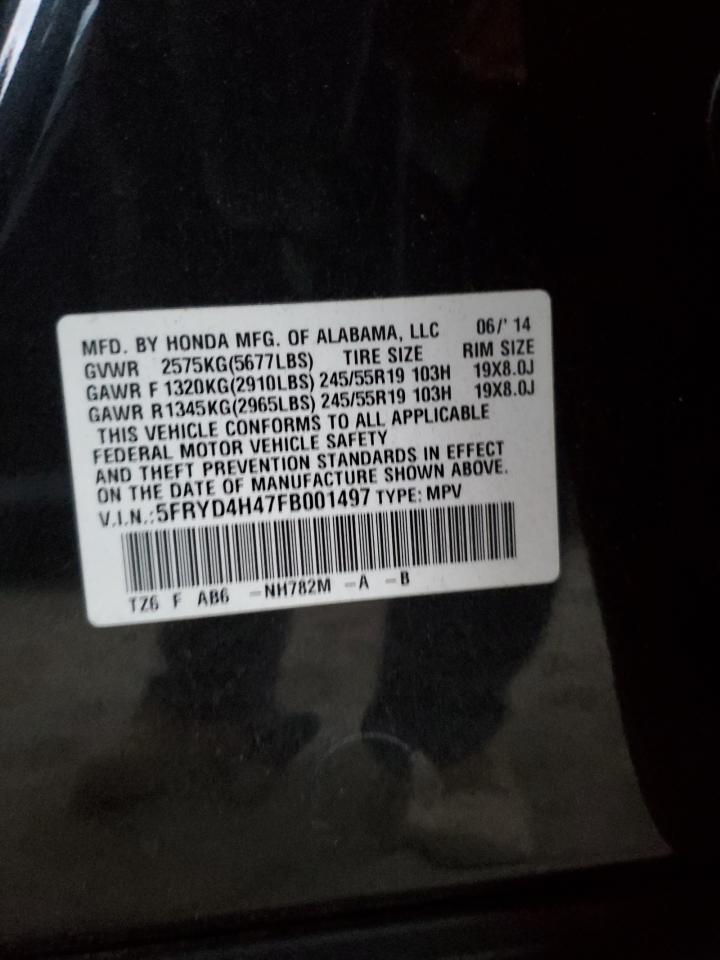 MFD. BY HONDA MFG. OF ALABAMA, LLC 06/' 14
GVWR 2575KG(5677LBS) TIRE SIZE RIM SIZE
GAWR F 1320KG(2910LBS) 245/55R19 103H 19X8.0J
GAWR R1345KG(2965LBS) 245/55R19 103H 19X8.0J
THIS VEHICLE CONFORMS TO ALL APPLICABLE
FEDERAL MOTOR VEHICLE SAFETY
AND THEFT PREVENTION STANDARDS IN EFFECT
ON THE DATE OF MANUFACTURE SHOWN ABOVE.
V.I.N.:5FRYD4H47FB001497 TYPE: MPV
TZ6 F AB6 -NH782M -A -B